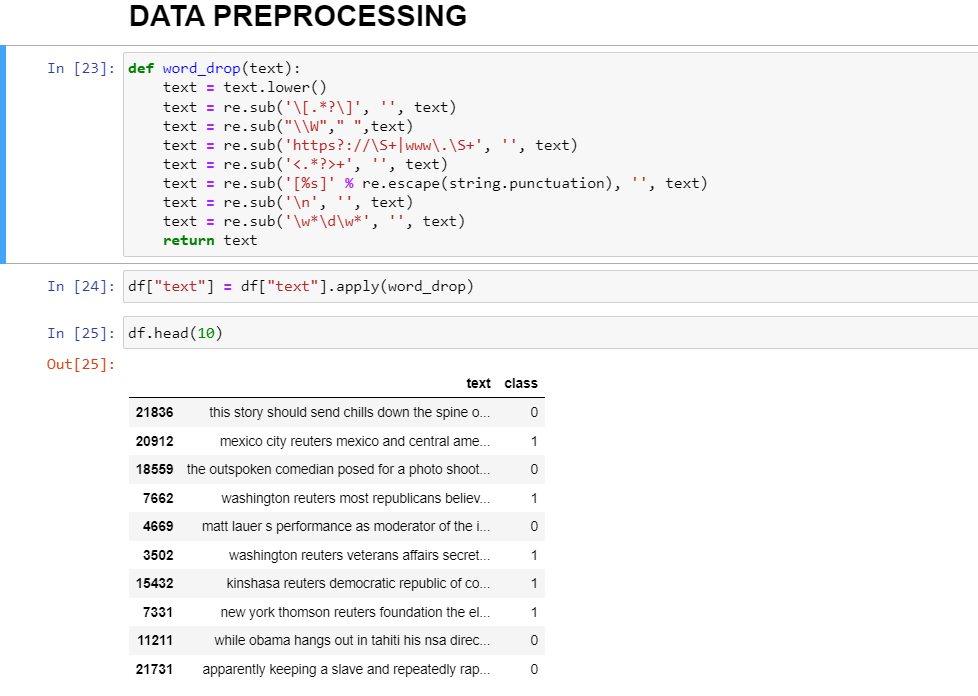 DATA PREPROCESSING
In [23]: def word_drop(text):
text = text.lower()
text = re.sub('\[.*?\]', '', text)
text = re.sub("\\W"," ",text)
text = re.sub('https?://\S+|www\.\S+', '', text)
text = re.sub('<.*?>+', '', text)
text = re.sub('[%s]' % re.escape(string.punctuation), '', text)
text = re.sub('\n', '', text)
text = re.sub('\w*\d\w*', '', text)
return text
In [24]: df["text"] = df["text"].apply(word_drop)
In [25]: df.head(10)
Out[25]:
text class
21836 this story should send chills down the spine o... 0
20912 mexico city reuters mexico and central ame... 1
18559 the outspoken comedian posed for a photo shoot... 0
7662 washington reuters most republicans believ... 1
4669 matt lauer s performance as moderator of the i... 0
3502 washington reuters veterans affairs secret... 1
15432 kinshasa reuters democratic republic of co... 1
7331 new york thomson reuters foundation the el... 1
11211 while obama hangs out in tahiti his nsa direc... 0
21731 apparently keeping a slave and repeatedly rap... 0